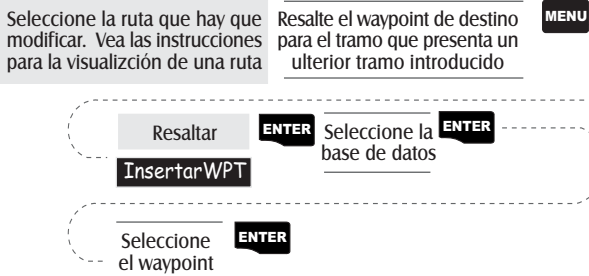 Seleccione la ruta que hay que
modificar. Vea las instrucciones
para la visualizción de una ruta
Resalte el waypoint de destino
para el tramo que presenta un
ulterior tramo introducido
MENU
Resaltar
InsertarWPT
ENTER
Seleccione la
base de datos
ENTER
Seleccione
el waypoint
ENTER